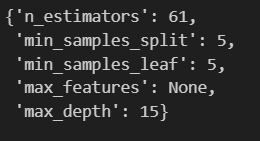 {'n_estimators': 61,
 'min_samples_split': 5,
 'min_samples_leaf': 5,
 'max_features': None,
 'max_depth': 15}